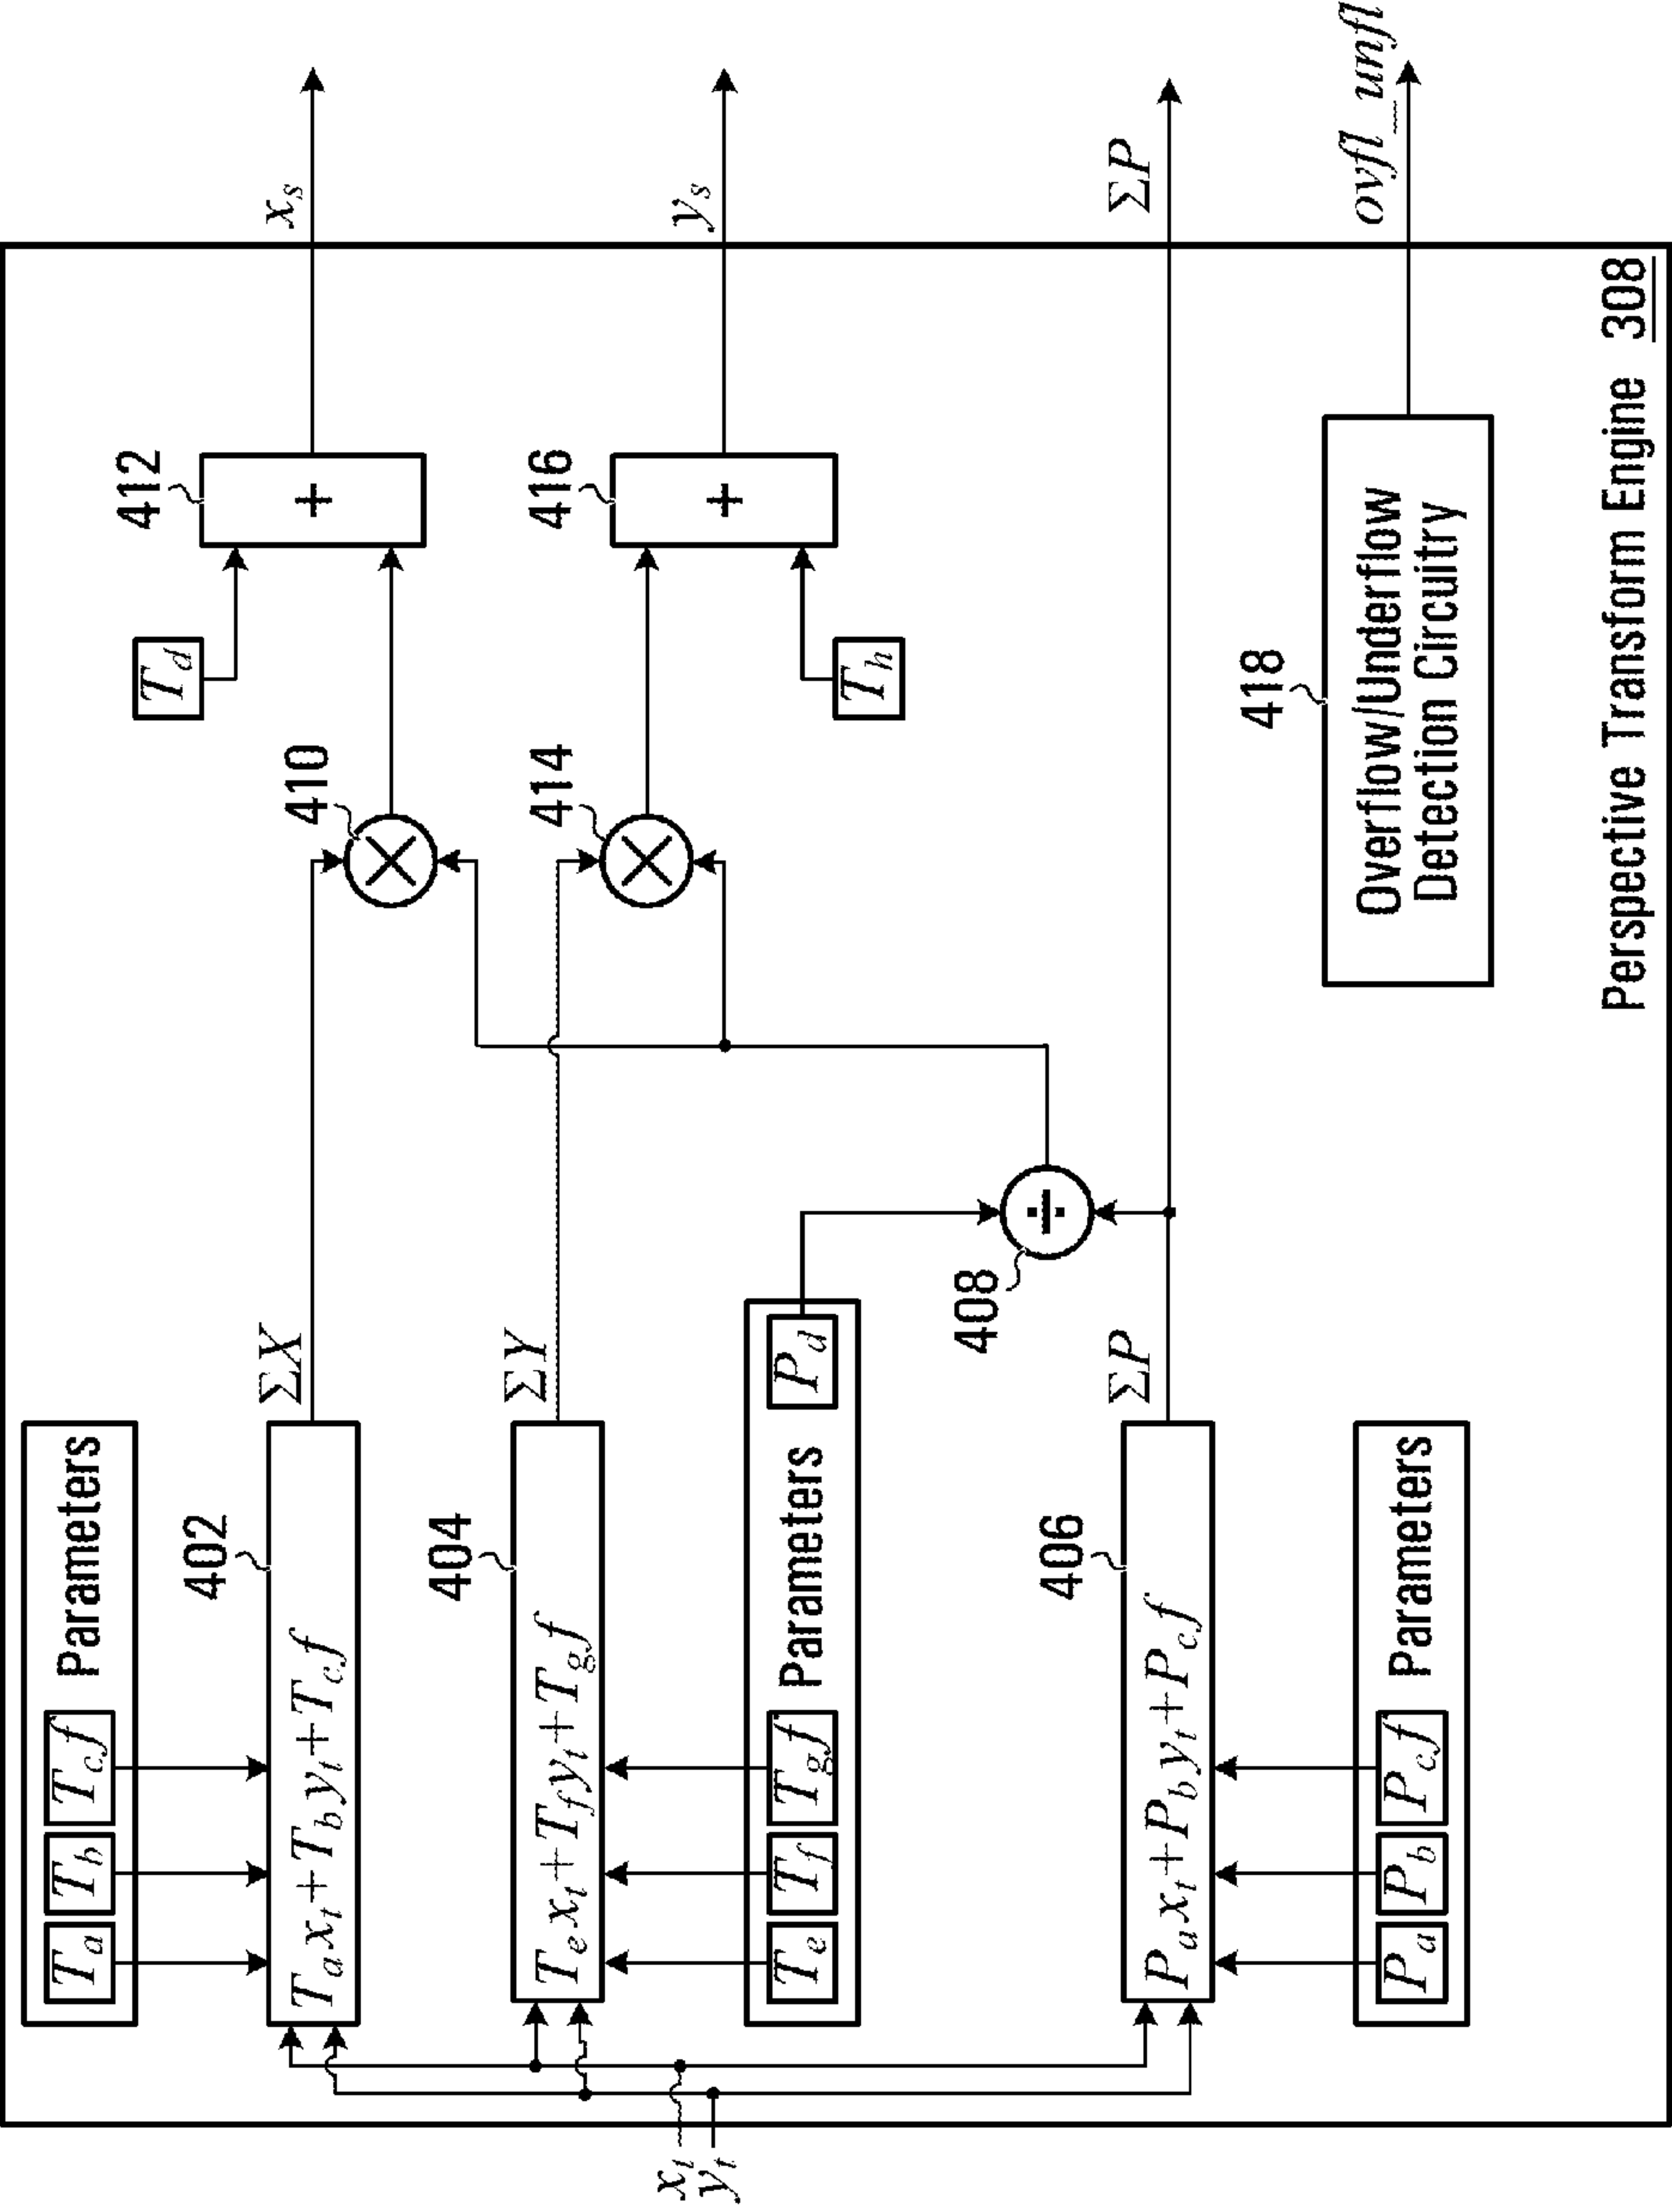 Parameters
T_a T_b T_c f
402
T_a x_t + T_b y_t + T_c f
ΣX
410
T_d
412
+
x_s
404
T_e x_t + T_f y_t + T_g f
ΣY
414
416
+
y_s
T_h
x_t
y_t
T_e T_f T_g f Parameters P_d
408
÷
406
P_a x_t + P_b y_t + P_c f
ΣP
ΣP
P_a P_b P_c f Parameters
418
Overflow/Underflow
Detection Circuitry
ovfl_unfl
Perspective Transform Engine 308